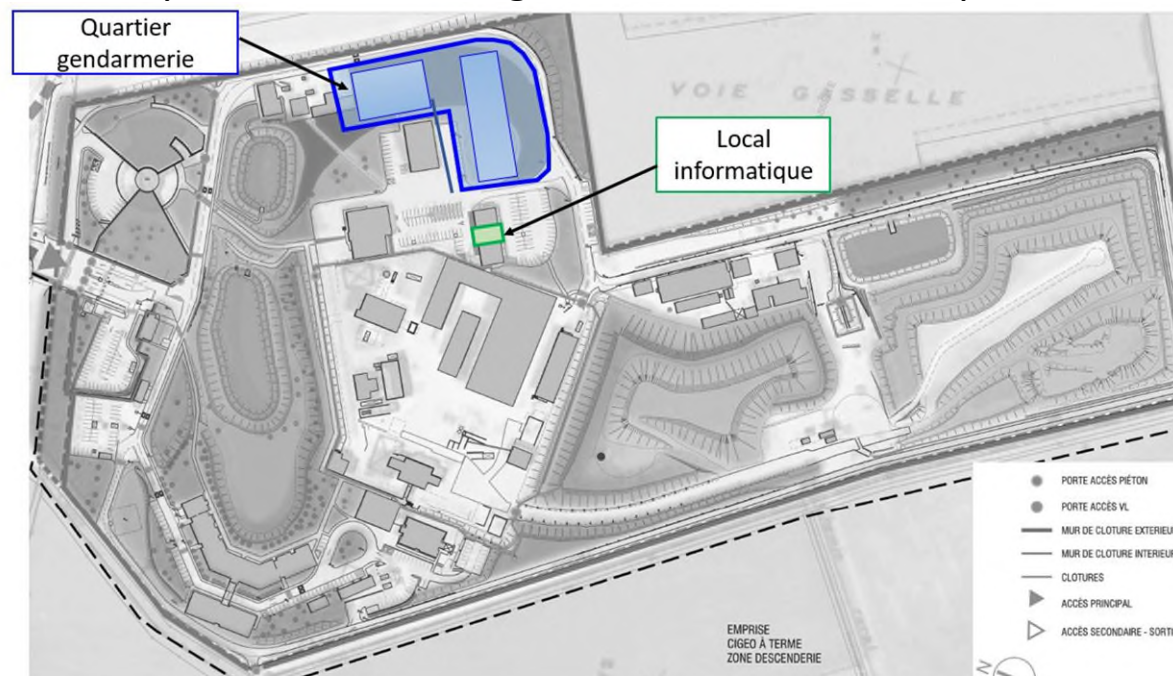 Quartier
gendarmerie
VOIE GASSELLE
Local
informatique
PORTE ACCÈS PIÉTON
PORTE ACCÈS VL
MUR DE CLOTURE EXTERIEU
MUR DE CLOTURE INTERIEUR
CLOTURES
ACCÈS PRINCIPAL
ACCÈS SECONDAIRE - SORTI
EMPRISE
CIGEO À TERME
ZONE DESCENDERIE
N